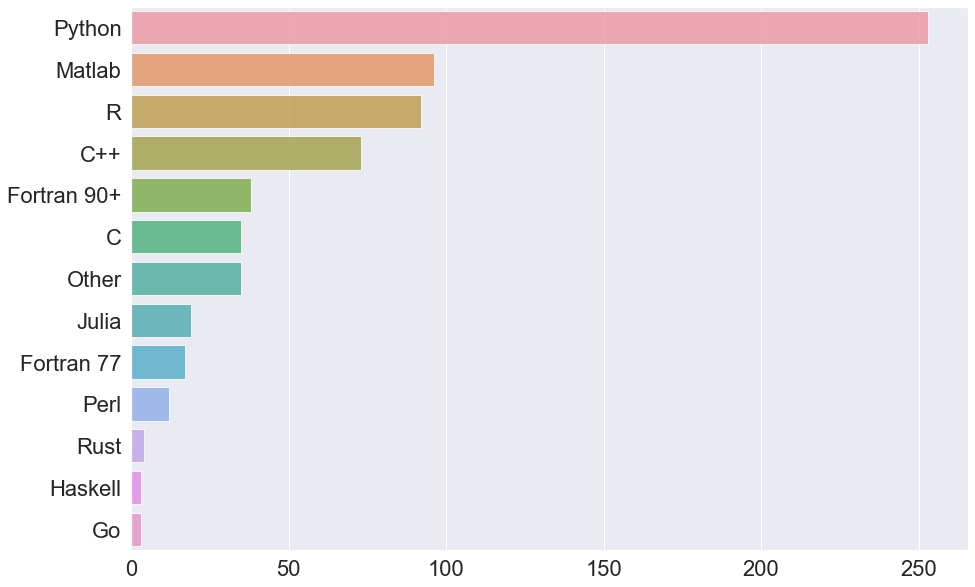 Python
Matlab
R
C++
Fortran 90+
C
Other
Julia
Fortran 77
Perl
Rust
Haskell
Go
0 50 100 150 200 250